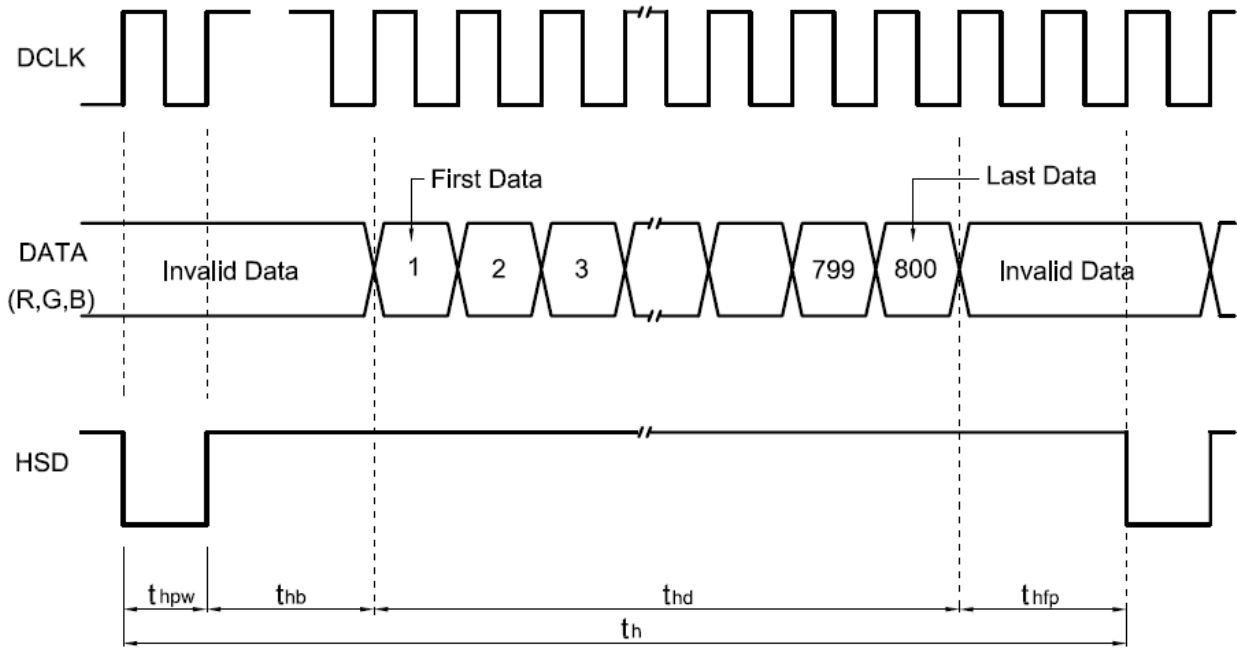 DCLK
First Data
Last Data
DATA
(R,G,B)
Invalid Data
1
2
3
799
800
Invalid Data
HSD
thpw
thb
thd
thfp
th